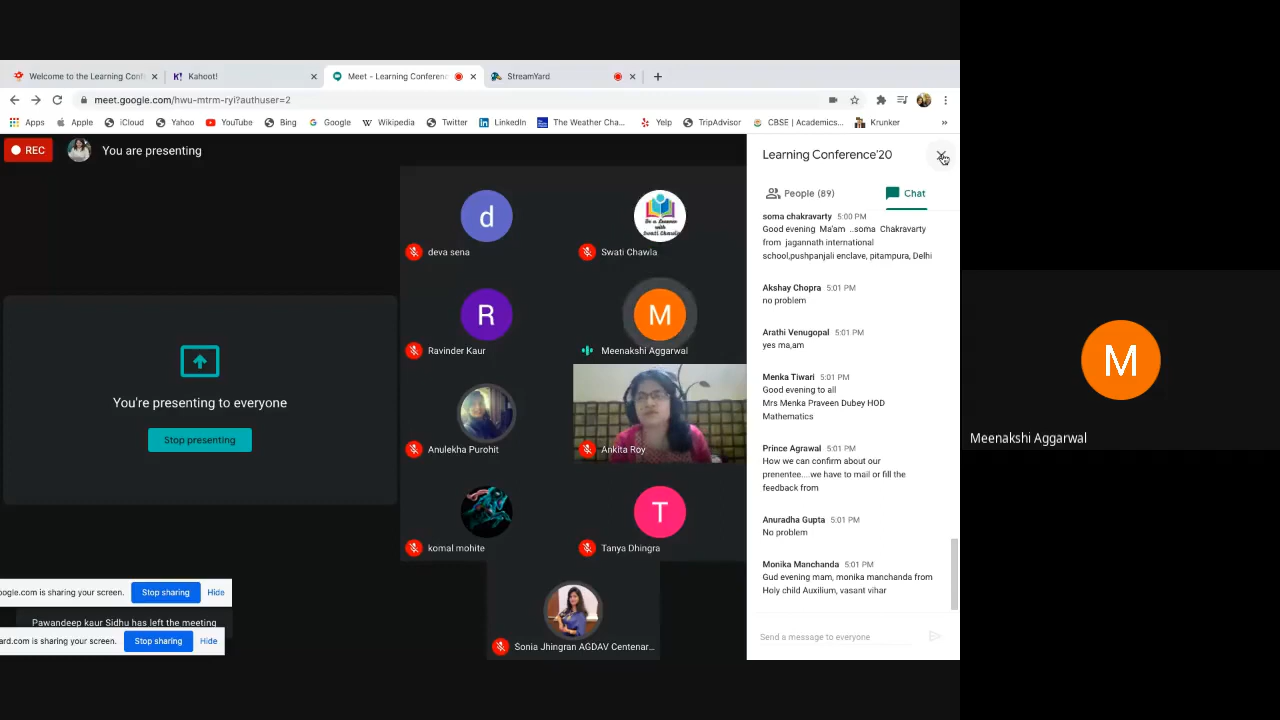 Welcome to the Learning Conf
Kahoot!
Meet - Learning Conferenc
StreamYard
meet.google.com/hwu-mtrm-ryi?authuser=2
Apps
Apple
iCloud
Yahoo
YouTube
Bing
Google
Wikipedia
Twitter
LinkedIn
The Weather Cha...
Yelp
TripAdvisor
CBSE | Academics...
Krunker
»
REC
You are presenting
You're presenting to everyone
Stop presenting
d
deva sena
Be a Lessonee
with
Swati Chawla
Swati Chawla
R
Ravinder Kaur
M
Meenakshi Aggarwal
Anulekha Purohit
Ankita Roy
komal mohite
T
Tanya Dhingra
Sonia Jhingran AGDAV Centenar...
oogle.com is sharing your screen.
Stop sharing
Hide
Pawandeep kaur Sidhu has left the meeting
ard.com is sharing your screen.
Stop sharing
Hide
Learning Conference'20
People (89)
Chat
soma chakravarty 5:00 PM
Good evening Ma'am ..soma Chakravarty
from jagannath international
school,pushpanjali enclave, pitampura, Delhi
Akshay Chopra 5:01 PM
no problem
Arathi Venugopal 5:01 PM
yes ma,am
Menka Tiwari 5:01 PM
Good evening to all
Mrs Menka Praveen Dubey HOD
Mathematics
Prince Agrawal 5:01 PM
How we can confirm about our
prenentee....we have to mail or fill the
feedback from
Anuradha Gupta 5:01 PM
No problem
Monika Manchanda 5:01 PM
Gud evening mam, monika manchanda from
Holy child Auxilium, vasant vihar
Send a message to everyone
M
Meenakshi Aggarwal